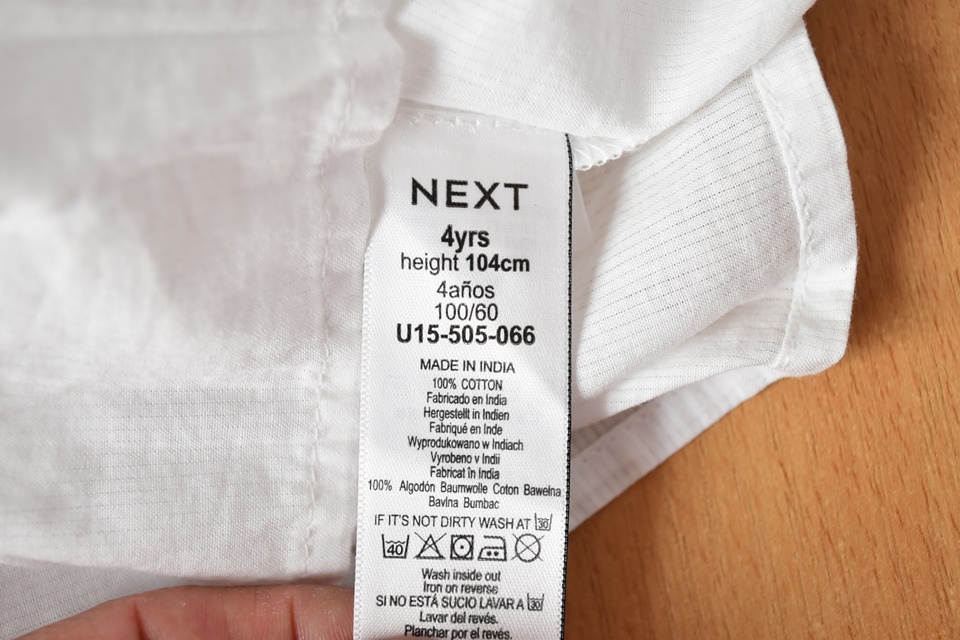 NEXT
4yrs
height 104cm
4años
100/60
U15-505-066
MADE IN INDIA
100% COTTON
Fabricado en India
Hergestellt in Indien
Fabriqué en Inde
Wyprodukowano w Indiach
Vyrobeno v Indii
Fabricat în India
100% Algodón Baumwolle Coton Bawełna
Bavlna Bumbac
IF IT'S NOT DIRTY WASH AT 30
40
Wash inside out
Iron on reverse
SI NO ESTÁ SUCIO LAVAR A 30
Lavar del revés.
Planchar por el revés.